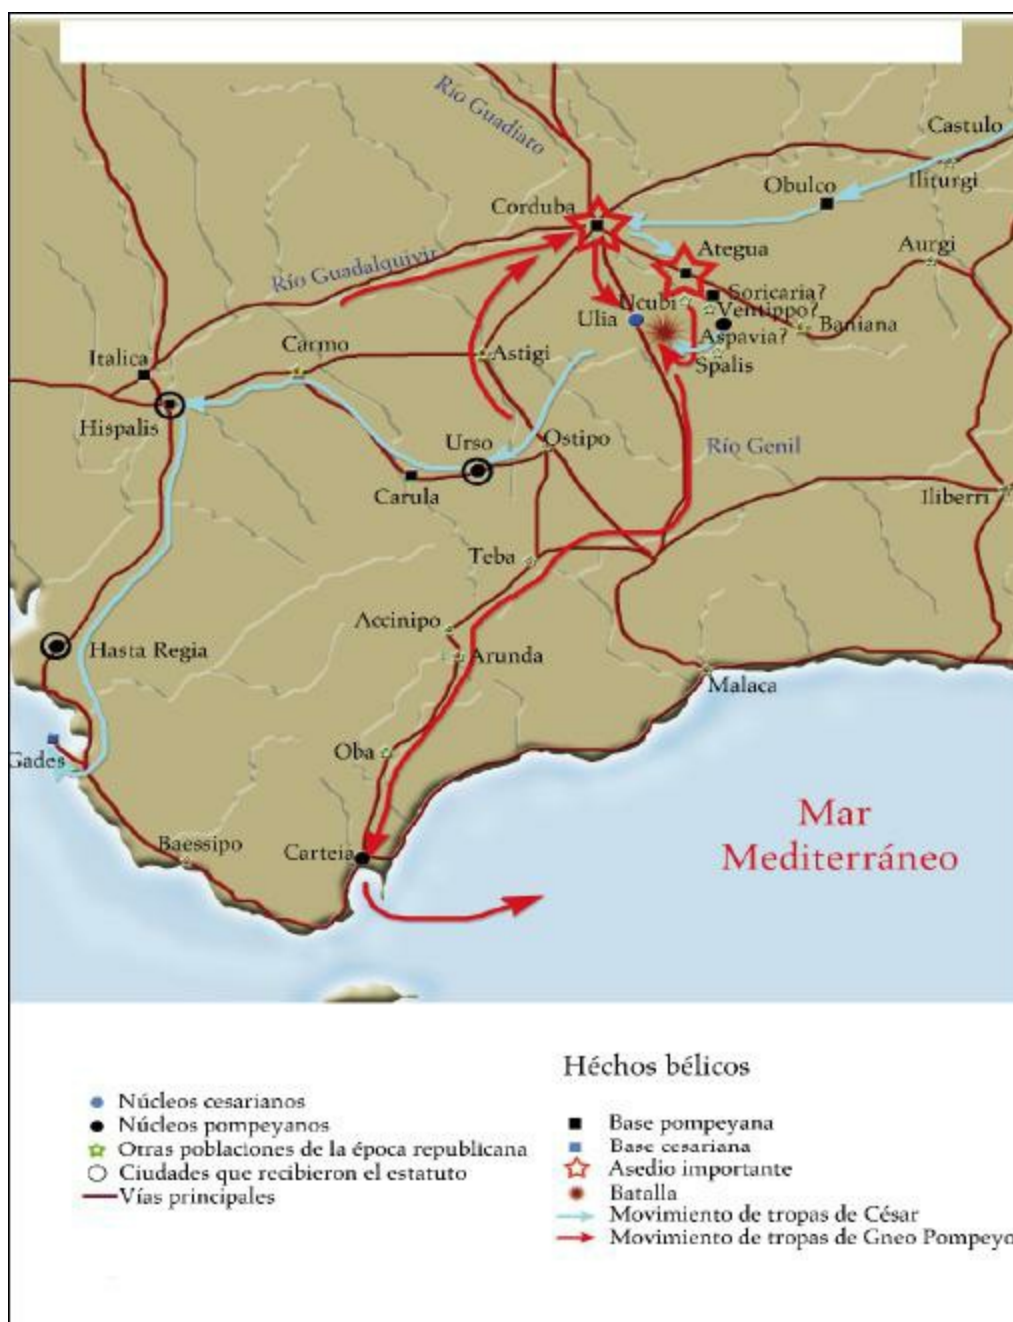 Río Guadiato
Castulo
Iliturgi
Obulco
Corduba
Ategua
Aurgi
Río Guadalquivir
Ucubi
Soricaria?
Ventippo?
Ulia
Baniana
Aspavia?
Spalis
Carmo
Astigi
Italica
Hispalis
Urso
Ostipo
Río Genil
Carula
Iliberri
Teba
Accinipo
Arunda
Hasta Regia
Malaca
Oba
Gades
Mar
Mediterráneo
Baessipo
Carteia
Núcleos cesarianos
Núcleos pompeyanos
Otras poblaciones de la época republicana
Ciudades que recibieron el estatuto
Vías principales
Héchos bélicos
Base pompeyana
Base cesariana
Asedio importante
Batalla
Movimiento de tropas de César
Movimiento de tropas de Gneo Pompeyo